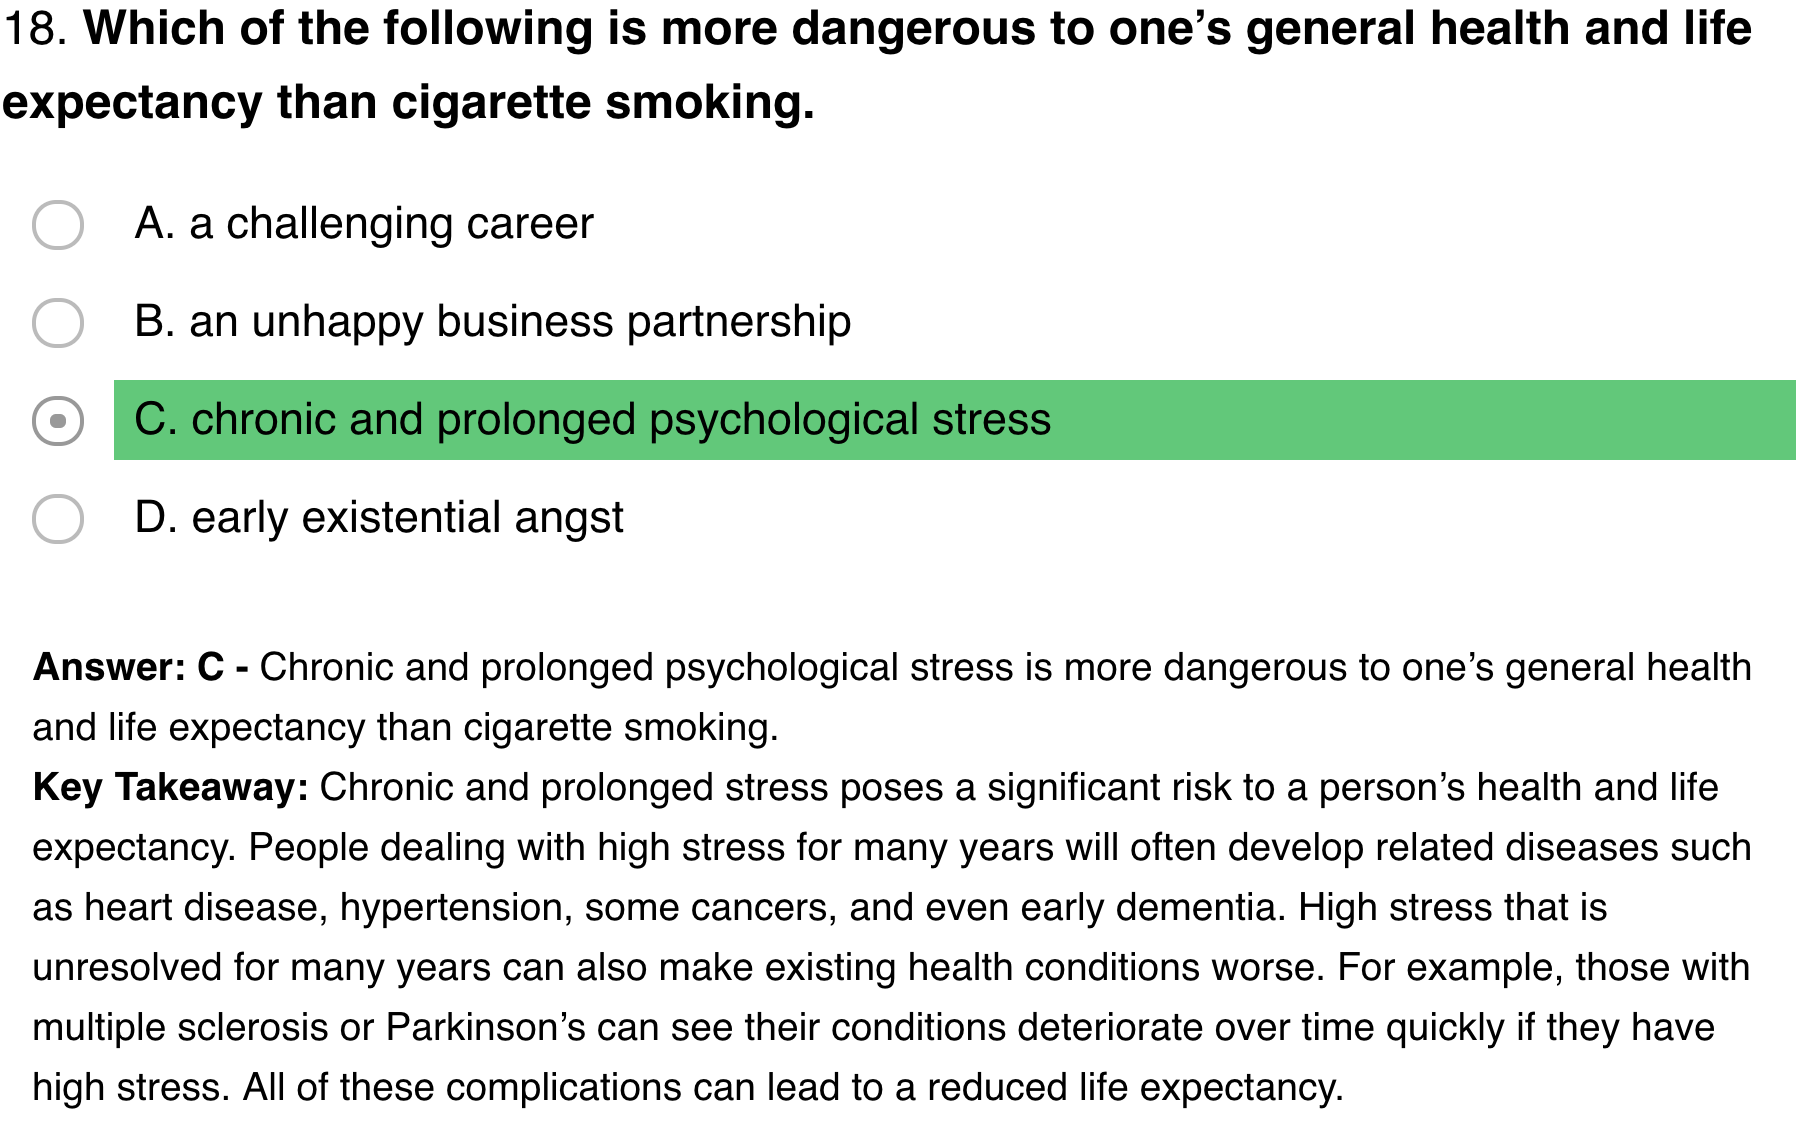 18. Which of the following is more dangerous to one’s general health and life
expectancy than cigarette smoking.
A. a challenging career
B. an unhappy business partnership
C. chronic and prolonged psychological stress
D. early existential angst
Answer: C - Chronic and prolonged psychological stress is more dangerous to one’s general health
and life expectancy than cigarette smoking.
Key Takeaway: Chronic and prolonged stress poses a significant risk to a person’s health and life
expectancy. People dealing with high stress for many years will often develop related diseases such
as heart disease, hypertension, some cancers, and even early dementia. High stress that is
unresolved for many years can also make existing health conditions worse. For example, those with
multiple sclerosis or Parkinson’s can see their conditions deteriorate over time quickly if they have
high stress. All of these complications can lead to a reduced life expectancy.